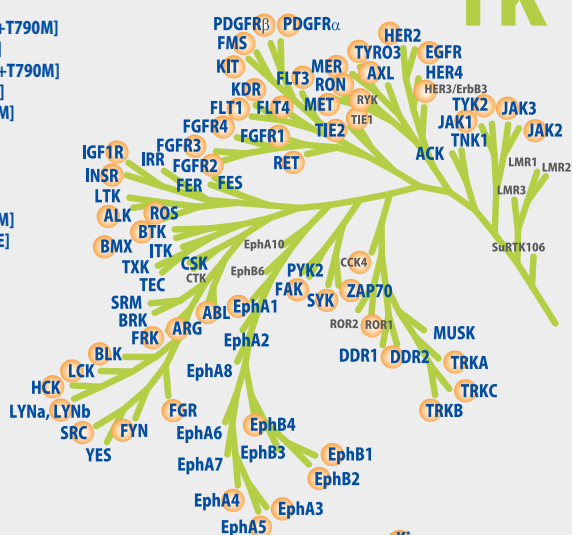 TK
+T790M]
]
+T790M]
]
M]
M]
E]
PDGFRβ
PDGFRα
FMS
KIT
KDR
FLT3
FLT1
FLT4
FGFR4
FGFR3
FGFR1
FGFR2
RET
MER
RON
MET
TIE2
RYK
TIE1
TYRO3
AXL
HER2
EGFR
HER4
HER3/ErbB3
ACK
TNK1
JAK1
TYK2
JAK3
JAK2
LMR1
LMR2
LMR3
SuRTK106
IGF1R
IRR
INSR
FER
FES
LTK
ALK
ROS
BTK
BMX
ITK
TXK
TEC
CSK
CTK
SRM
BRK
FRK
ARG
ABL
BLK
LCK
HCK
LYNa, LYNb
SRC
YES
FYN
FGR
EphA10
EphB6
EphA1
EphA2
EphA8
EphA6
EphA7
EphA4
EphA5
EphA3
EphB4
EphB3
EphB1
EphB2
PYK2
FAK
SYK
ZAP70
CCK4
ROR2
ROR1
DDR1
DDR2
MUSK
TRKA
TRKC
TRKB